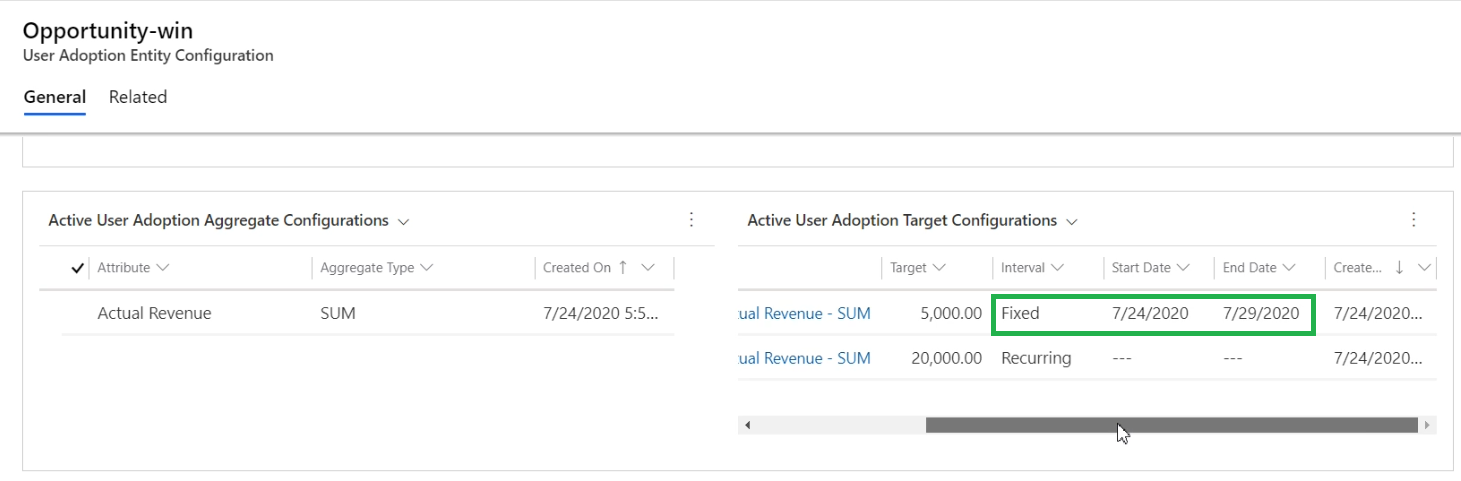 Opportunity-win
User Adoption Entity Configuration
General Related
Active User Adoption Aggregate Configurations
Attribute Aggregate Type Created On
Actual Revenue SUM 7/24/2020 5:5...
Active User Adoption Target Configurations
Target Interval Start Date End Date Create...
tual Revenue - SUM 5,000.00 Fixed 7/24/2020 7/29/2020 7/24/2020...
tual Revenue - SUM 20,000.00 Recurring --- --- 7/24/2020...